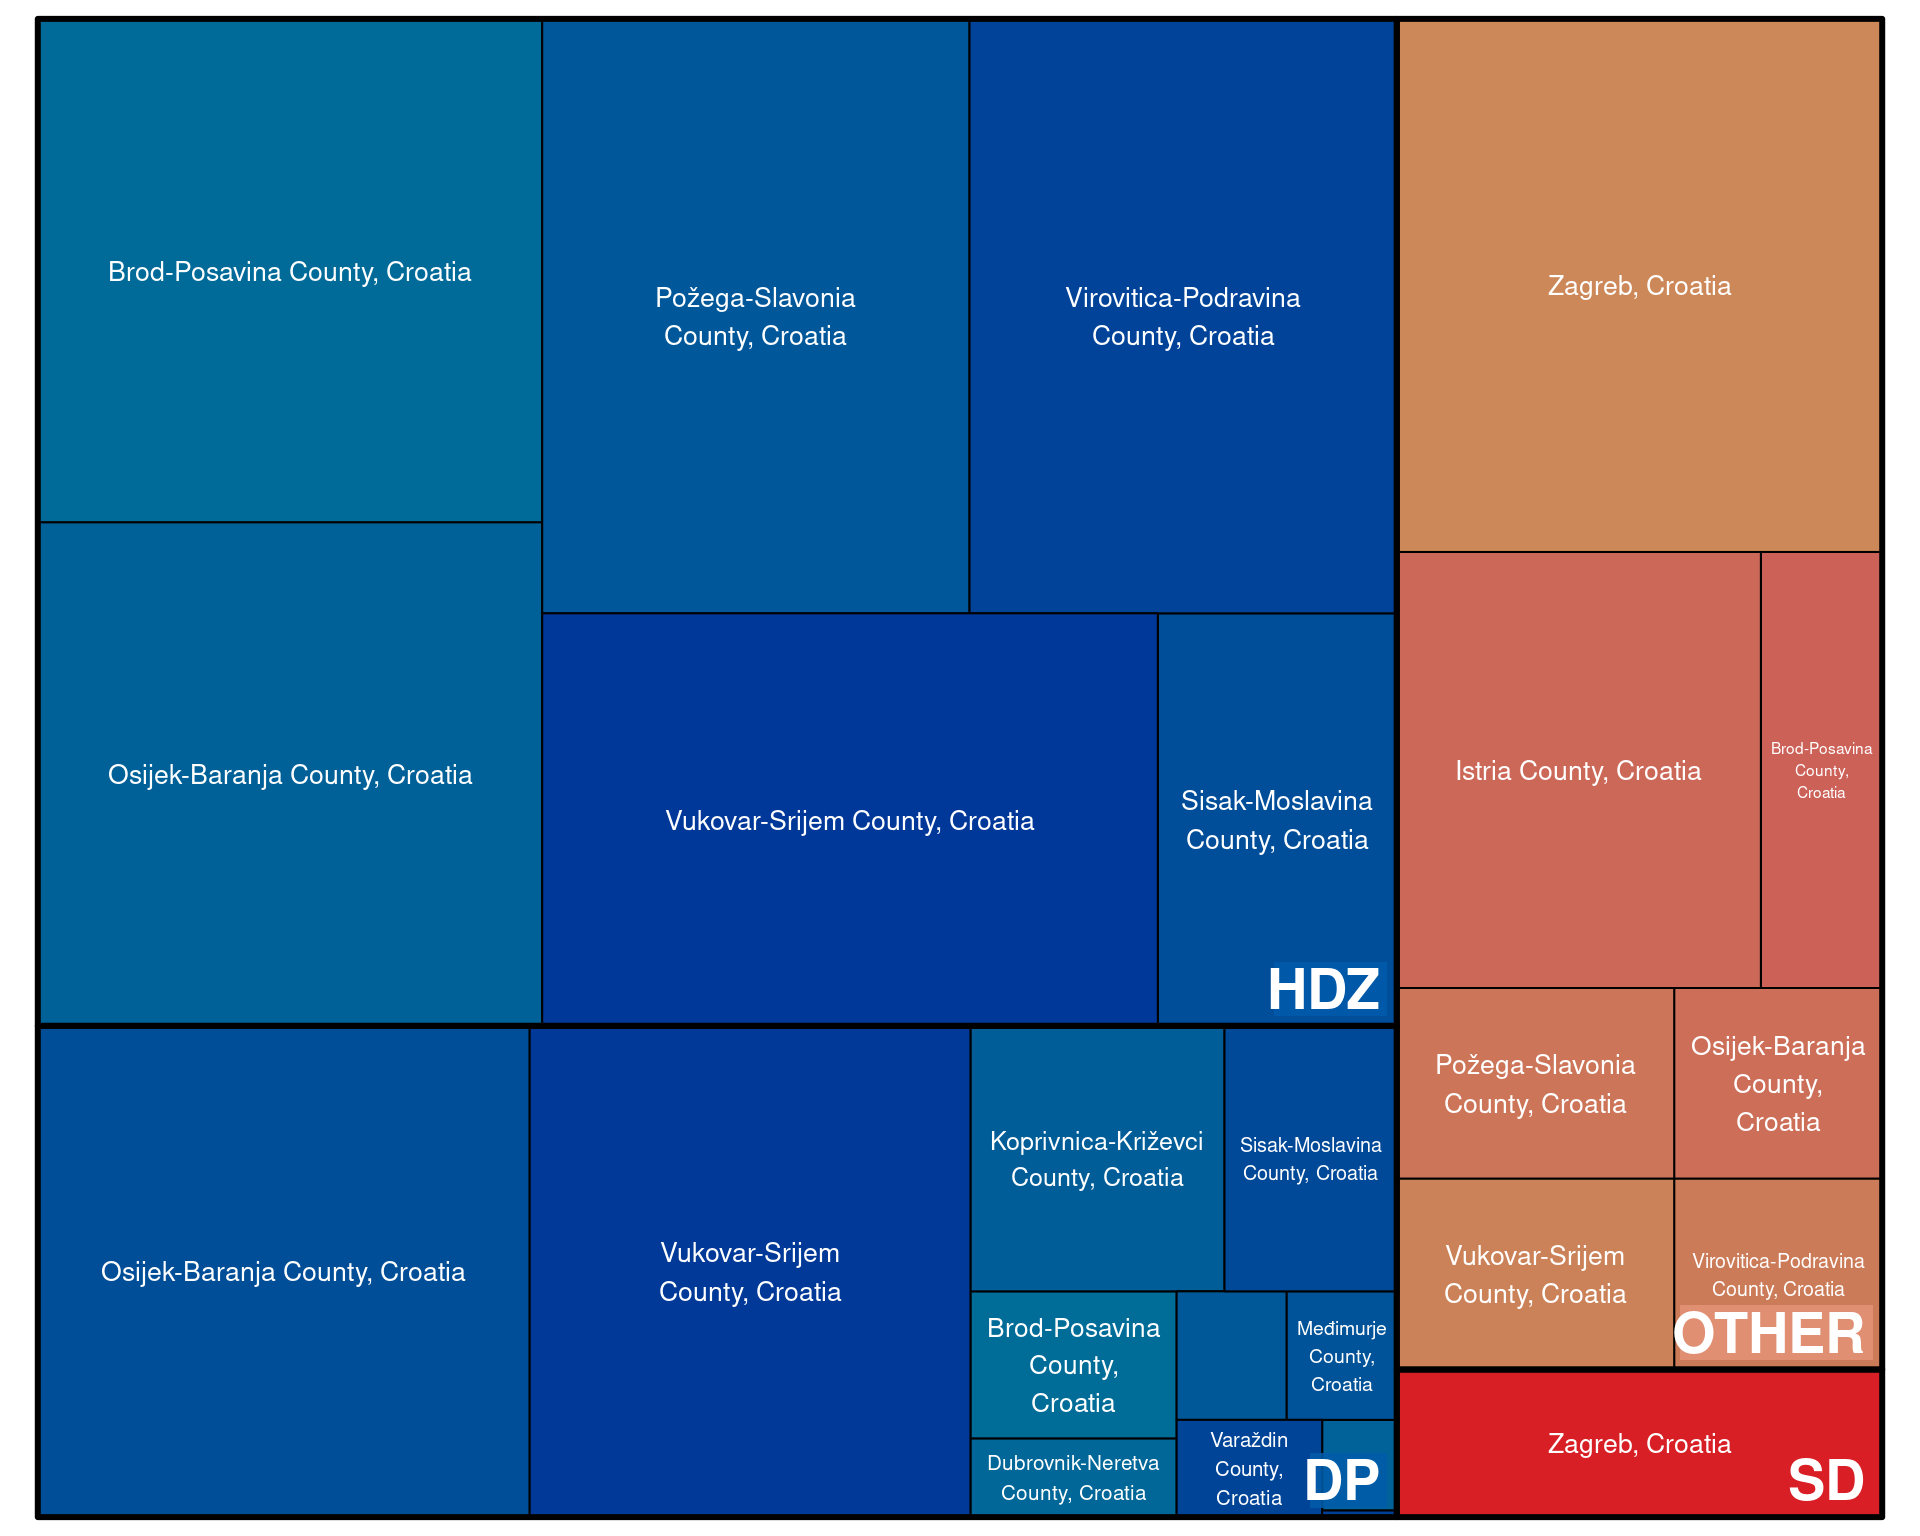 Brod-Posavina County, Croatia
Požega-Slavonia
County, Croatia
Virovitica-Podravina
County, Croatia
Osijek-Baranja County, Croatia
Vukovar-Srijem County, Croatia
Sisak-Moslavina
County, Croatia
HDZ
Osijek-Baranja County, Croatia
Vukovar-Srijem
County, Croatia
Koprivnica-Križevci
County, Croatia
Sisak-Moslavina
County, Croatia
Brod-Posavina
County,
Croatia
Međimurje
County,
Croatia
Dubrovnik-Neretva
County, Croatia
Varaždin
County,
Croatia
DP
Zagreb, Croatia
Istria County, Croatia
Brod-Posavina
County,
Croatia
Požega-Slavonia
County, Croatia
Osijek-Baranja
County,
Croatia
Vukovar-Srijem
County, Croatia
Virovitica-Podravina
County, Croatia
OTHER
Zagreb, Croatia
SD